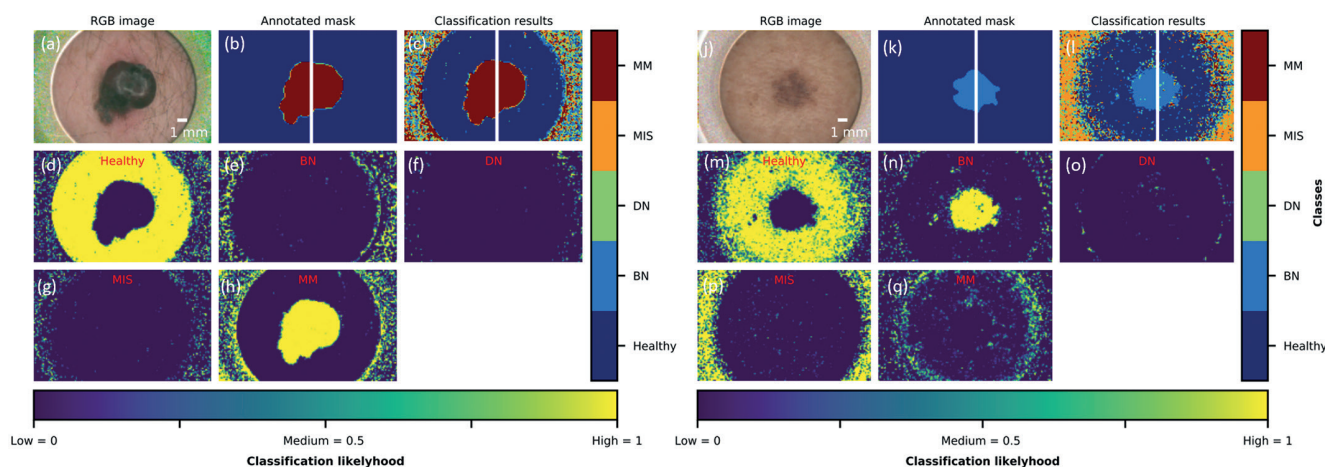 RGB image
Annotated mask
Classification results
(a)
(b)
(c)
1 mm
(d)
Healthy
(e)
BN
(f)
DN
(g)
MIS
(h)
MM
MM
MIS
DN
BN
Healthy
Low = 0
Medium = 0.5
High = 1
Classification likelyhood
RGB image
Annotated mask
Classification results
(j)
(k)
(l)
1 mm
(m)
Healthy
(n)
BN
(o)
DN
(p)
MIS
(q)
MM
MM
MIS
DN
BN
Healthy
Classes
Low = 0
Medium = 0.5
High = 1
Classification likelyhood